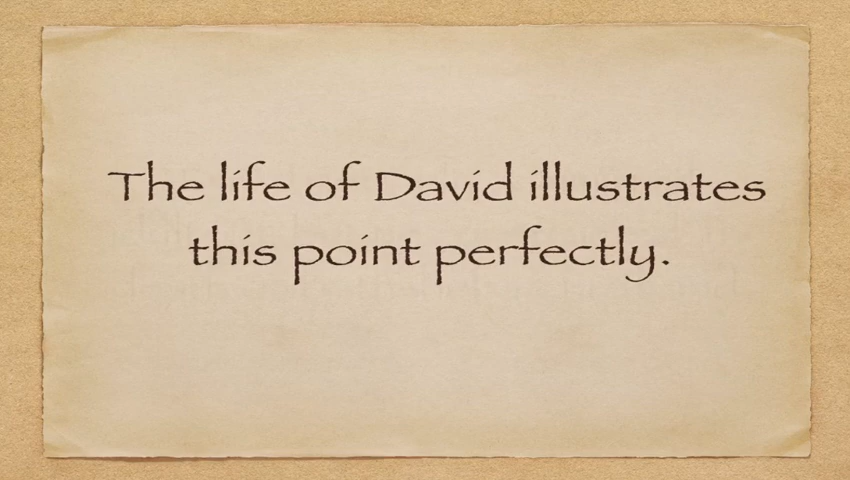 The life of David illustrates
this point perfectly.